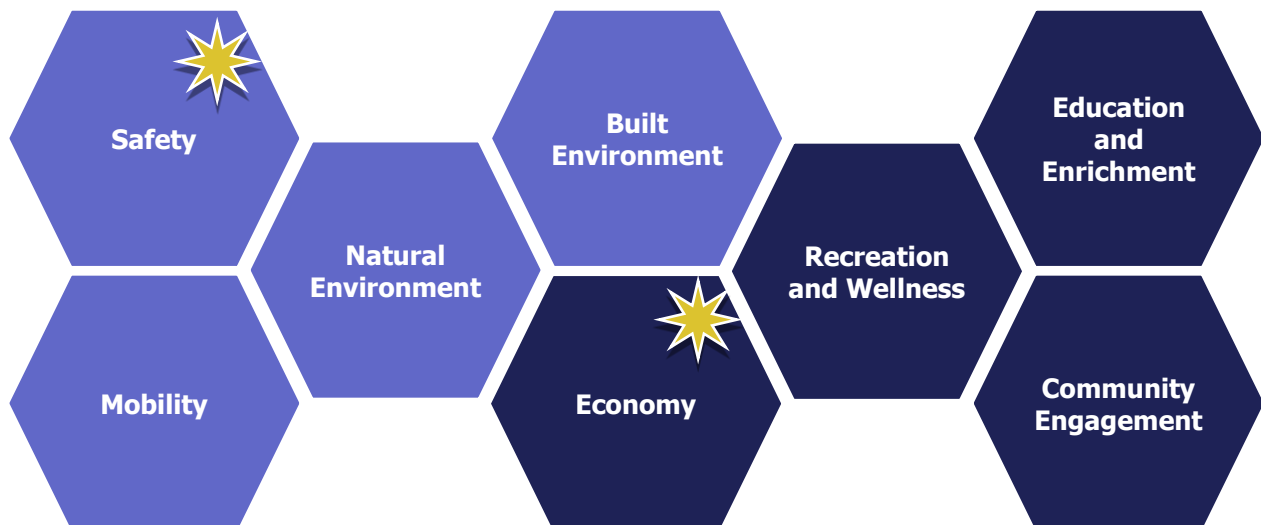 Safety
Mobility
Natural
Environment
Built
Environment
Economy
Recreation
and Wellness
Education
and
Enrichment
Community
Engagement